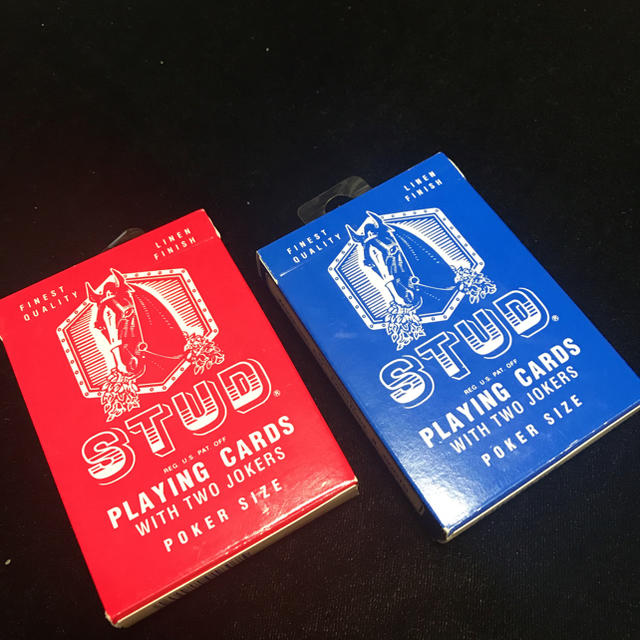 FINEST
QUALITY
LINEN
FINISH
STUD®
REG U.S. PAT OFF
PLAYING CARDS
WITH TWO JOKERS
POKER SIZE
FINEST
QUALITY
LINEN
FINISH
STUD®
REG U.S. PAT OFF
PLAYING CARDS
WITH TWO JOKERS
POKER SIZE